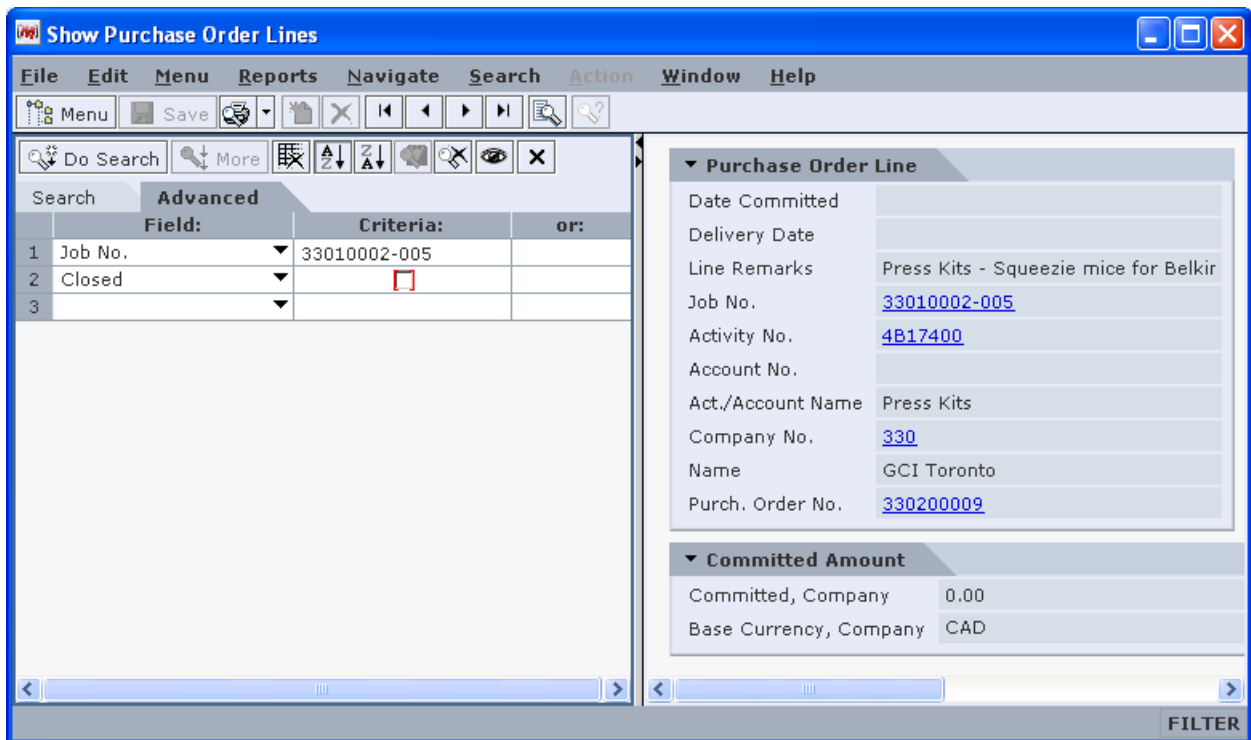 Show Purchase Order Lines
File Edit Menu Reports Navigate Search Action Window Help
Menu Save
Do Search More
Search Advanced
Field: Criteria: or:
1 Job No. 33010002-005
2 Closed
3
Purchase Order Line
Date Committed
Delivery Date
Line Remarks Press Kits - Squeezie mice for Belkir
Job No. 33010002-005
Activity No. 4B17400
Account No.
Act./Account Name Press Kits
Company No. 330
Name GCI Toronto
Purch. Order No. 330200009
Committed Amount
Committed, Company 0.00
Base Currency, Company CAD
FILTER